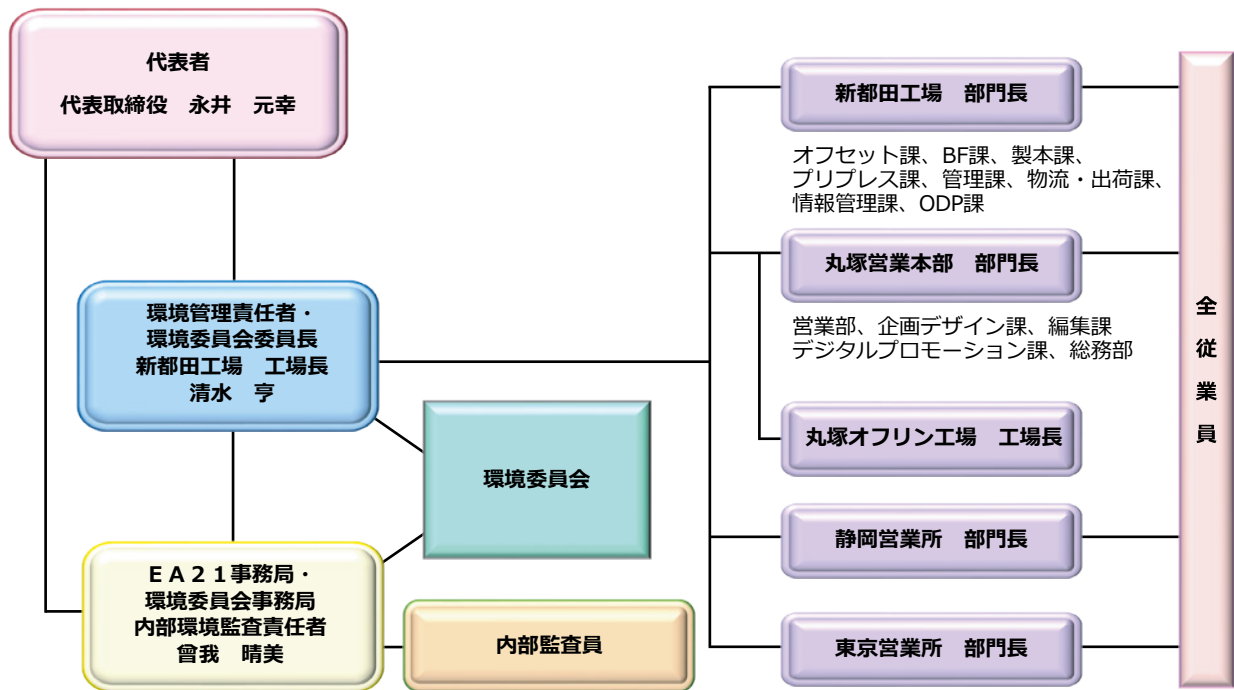 代表者
代表取締役　永井　元幸
環境管理責任者・
環境委員会委員長
新都田工場　工場長
清水　亨
環境委員会
ＥＡ２１事務局・
環境委員会事務局
内部環境監査責任者
曾我　晴美
内部監査員
新都田工場　部門長
オフセット課、BF課、製本課、
プリプレス課、管理課、物流・出荷課、
情報管理課、ODP課
丸塚営業本部　部門長
営業部、企画デザイン課、編集課
デジタルプロモーション課、総務部
丸塚オフリン工場　工場長
静岡営業所　部門長
東京営業所　部門長
全従業員